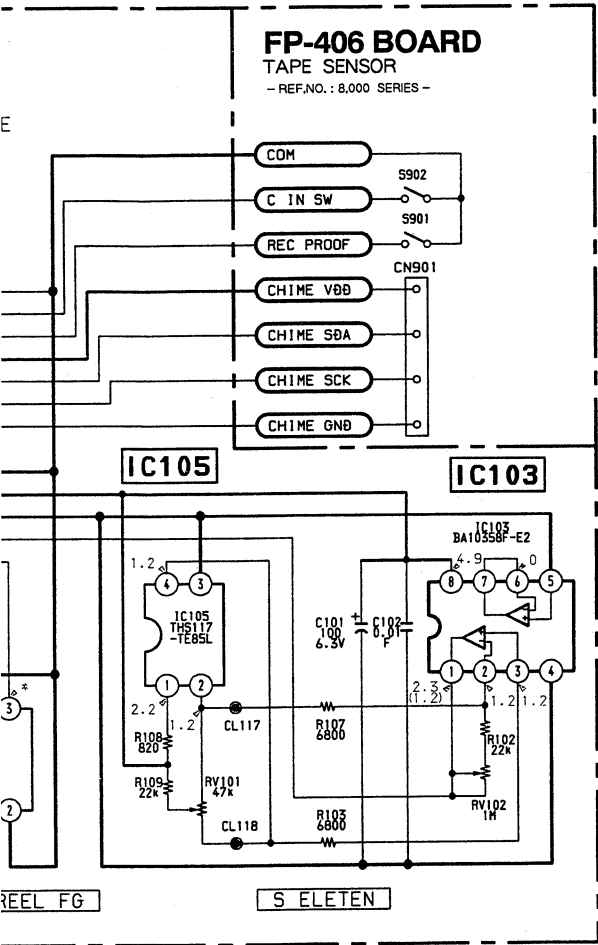 FP-406 BOARD
TAPE SENSOR
– REF.NO. : 8,000 SERIES –
E
COM
S902
C IN SW
S901
REC PROOF
CN901
CHIME VDD
CHIME SDA
CHIME SCK
CHIME GND
IC105
IC103
IC103
BA10358F-E2
1.2
4.9
0
4
3
8
7
6
5
IC105
THS117
-TE85L
C101
100
6.3V
C102
0.01
F
1
2
1
2
3
4
3
*
2.2
1.2
2.3
(1.2)
1.2
1.2
CL117
R107
6800
R108
820
R102
22k
R109
22k
RV101
47k
RV102
1M
2
CL118
R103
6800
REEL FG
S ELETEN